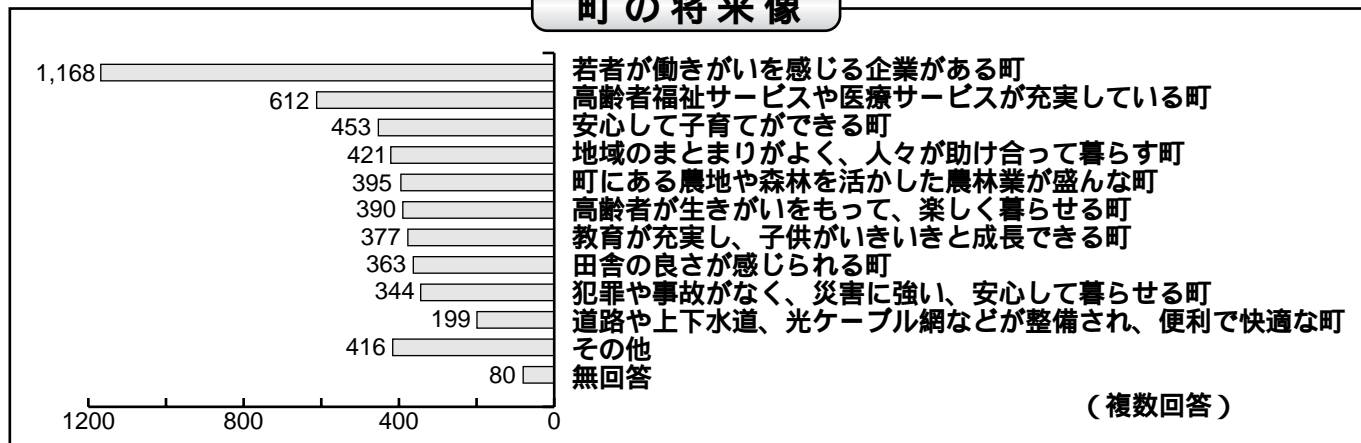 町の将来像
1,168 若者が働きがいを感じる企業がある町
612 高齢者福祉サービスや医療サービスが充実している町
453 安心して子育てができる町
421 地域のまとまりがよく、人々が助け合って暮らす町
395 町にある農地や森林を活かした農林業が盛んな町
390 高齢者が生きがいをもって、楽しく暮らせる町
377 教育が充実し、子供がいきいきと成長できる町
363 田舎の良さが感じられる町
344 犯罪や事故がなく、災害に強い、安心して暮らせる町
199 道路や上下水道、光ケーブル網などが整備され、便利で快適な町
416 その他
80 無回答
1200 800 400 0
（複数回答）